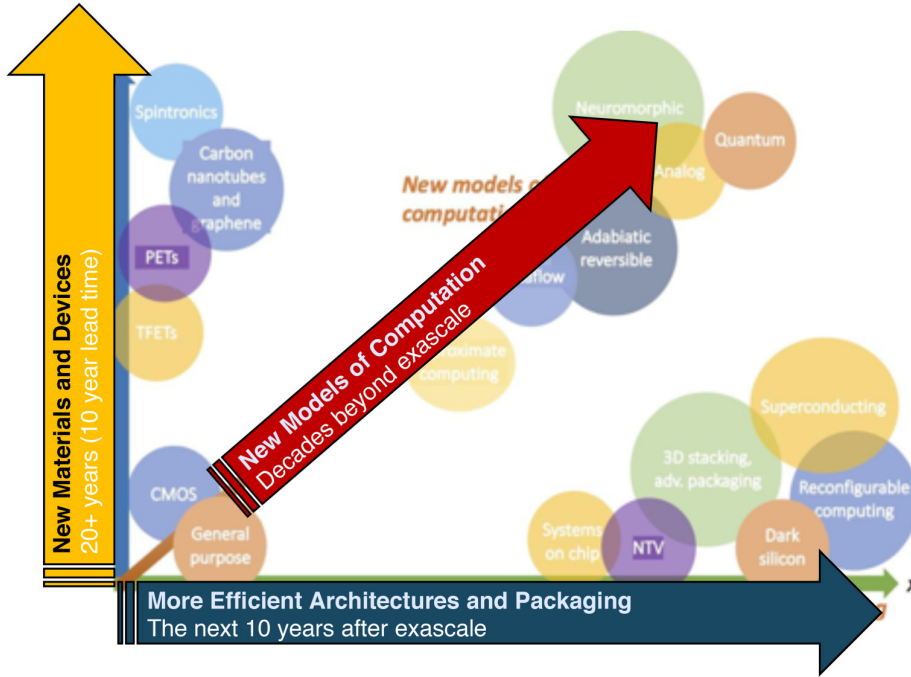 Spintronics
Carbon
nanotubes
and
graphene
PETs
TFETs
CMOS
General
purpose
New Materials and Devices
20+ years (10 year lead time)
Neuromorphic
Quantum
Analog
New models
Adabiatic
reversible
computing
New Models of Computation
Decades beyond exascale
Superconducting
3D stacking,
adv. packaging
Reconfigurable
computing
Systems
on chip
NTV
Dark
silicon
More Efficient Architectures and Packaging
The next 10 years after exascale